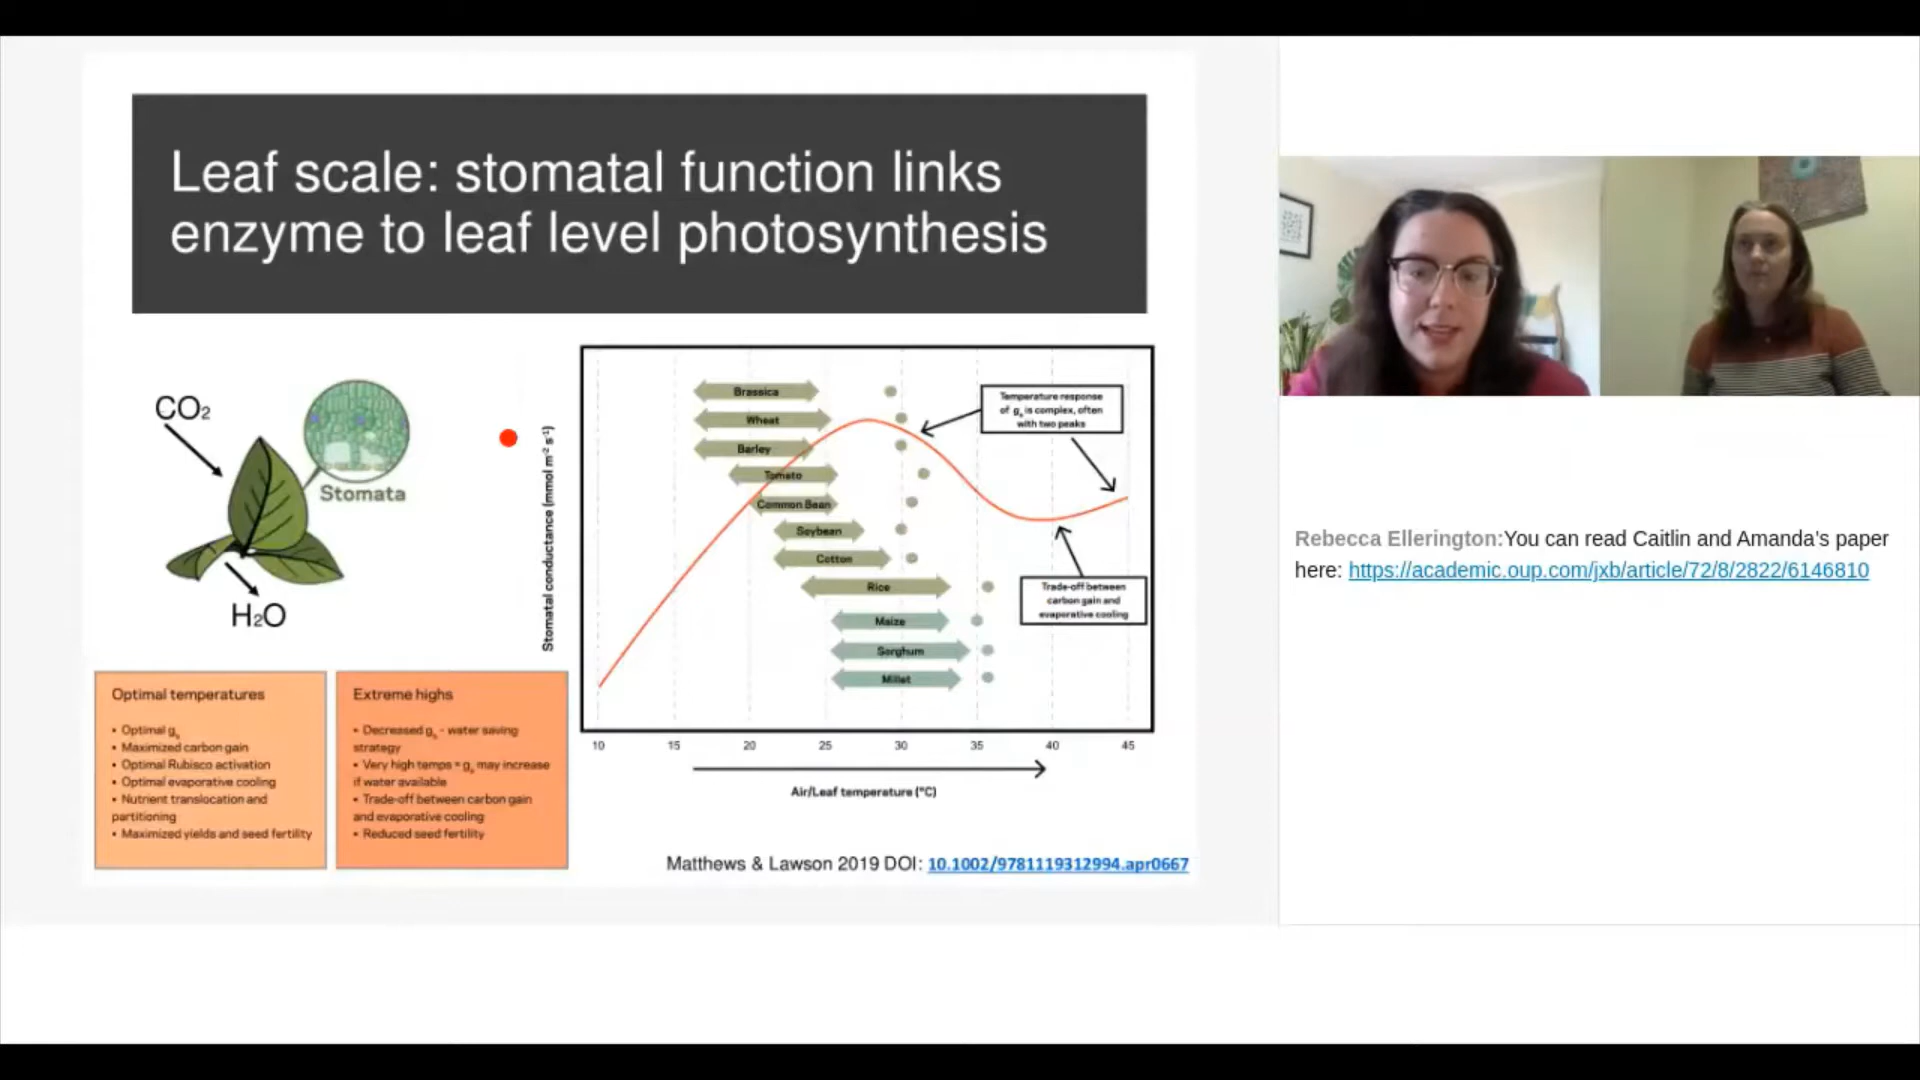 Leaf scale: stomatal function links
enzyme to leaf level photosynthesis
CO2
Stomata
H2O
Optimal temperatures
• Optimal gs
• Maximized carbon gain
• Optimal Rubisco activation
• Optimal evaporative cooling
• Nutrient translocation and
partitioning
• Maximized yields and seed fertility
Extreme highs
• Decreased gs - water saving
strategy
• Very high temps = gs may increase
if water available
• Trade-off between carbon gain
and evaporative cooling
• Reduced seed fertility
Stomatal conductance (mmol m-2 s-1)
Brassica
Wheat
Barley
Tomato
Common Bean
Soybean
Cotton
Rice
Maize
Sorghum
Millet
Temperature response
of gs is complex, often
with two peaks
Trade-off between
carbon gain and
evaporative cooling
10 15 20 25 30 35 40 45
Air/Leaf temperature (°C)
Matthews & Lawson 2019 DOI: 10.1002/9781119312994.apr0667
Rebecca Ellerington:You can read Caitlin and Amanda's paper
here: https://academic.oup.com/jxb/article/72/8/2822/6146810